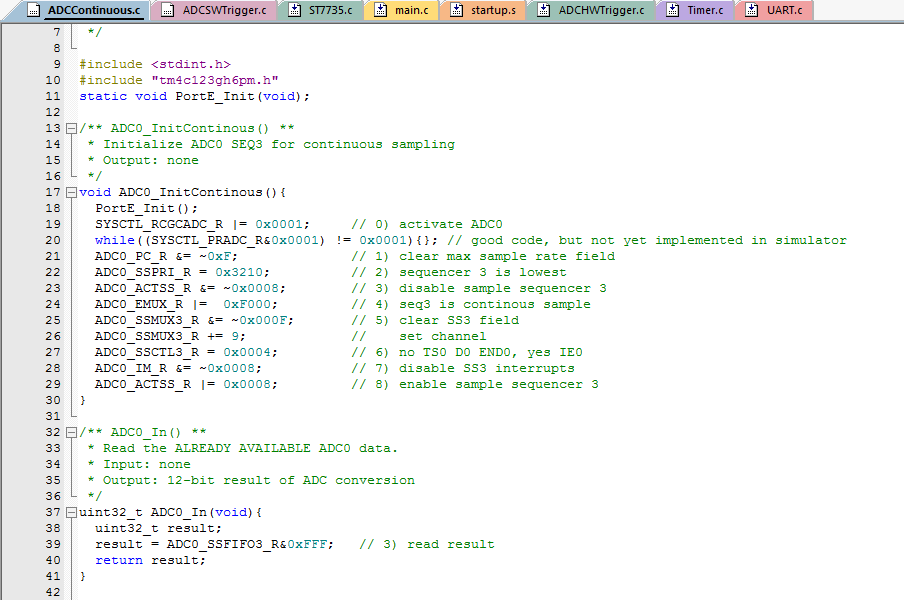 ADCContinuous.c ADCSWTrigger.c ST7735.c main.c startup.s ADCHWTrigger.c Timer.c UART.c
7 */
8
9 #include <stdint.h>
10 #include "tm4c123gh6pm.h"
11 static void PortE_Init(void);
12
13 /** ADC0_InitContinous() **
14 * Initialize ADC0 SEQ3 for continuous sampling
15 * Output: none
16 */
17 void ADC0_InitContinous(){
18 PortE_Init();
19 SYSCTL_RCGCADC_R |= 0x0001; // 0) activate ADC0
20 while((SYSCTL_PRADC_R&0x0001) != 0x0001){}; // good code, but not yet implemented in simulator
21 ADC0_PC_R &= ~0xF; // 1) clear max sample rate field
22 ADC0_SSPRI_R = 0x3210; // 2) sequencer 3 is lowest
23 ADC0_ACTSS_R &= ~0x0008; // 3) disable sample sequencer 3
24 ADC0_EMUX_R |= 0xF000; // 4) seq3 is continous sample
25 ADC0_SSMUX3_R &= ~0x000F; // 5) clear SS3 field
26 ADC0_SSMUX3_R += 9; // set channel
27 ADC0_SSCTL3_R = 0x0004; // 6) no TS0 D0 END0, yes IE0
28 ADC0_IM_R &= ~0x0008; // 7) disable SS3 interrupts
29 ADC0_ACTSS_R |= 0x0008; // 8) enable sample sequencer 3
30 }
31
32 /** ADC0_In() **
33 * Read the ALREADY AVAILABLE ADC0 data.
34 * Input: none
35 * Output: 12-bit result of ADC conversion
36 */
37 uint32_t ADC0_In(void){
38 uint32_t result;
39 result = ADC0_SSFIFO3_R&0xFFF; // 3) read result
40 return result;
41 }
42